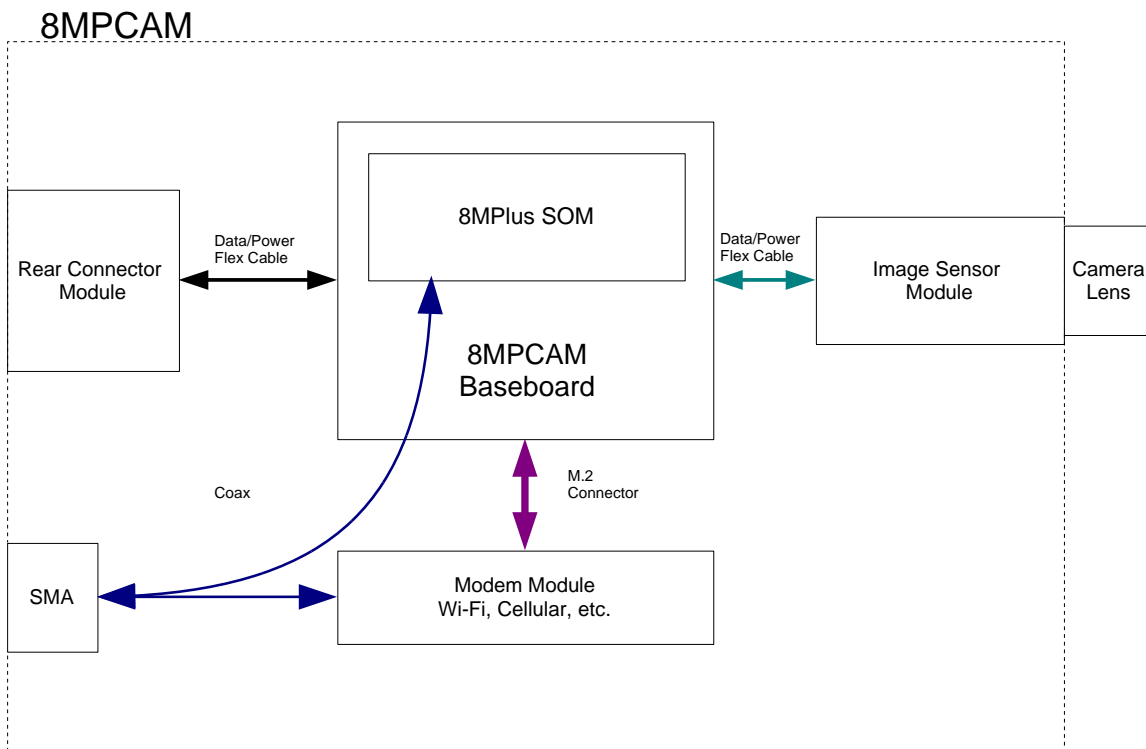 8MPCAM
8MPlus SOM
Data/Power
Flex Cable
Data/Power
Flex Cable
Rear Connector
Module
Image Sensor
Module
Camera
Lens
8MPCAM
Baseboard
Coax
M.2
Connector
SMA
Modem Module
Wi-Fi, Cellular, etc.